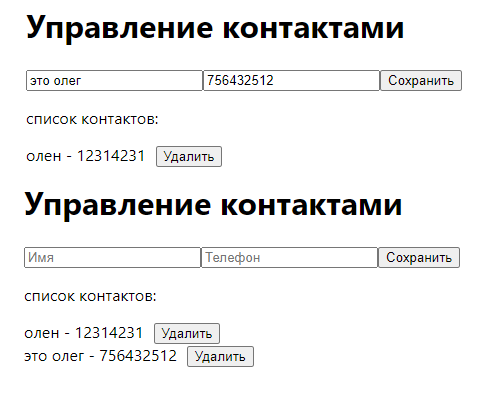 Управление контактами
это олег 756432512 Сохранить
список контактов:
олен - 12314231 Удалить
Управление контактами
Имя Телефон Сохранить
список контактов:
олен - 12314231 Удалить
это олег - 756432512 Удалить